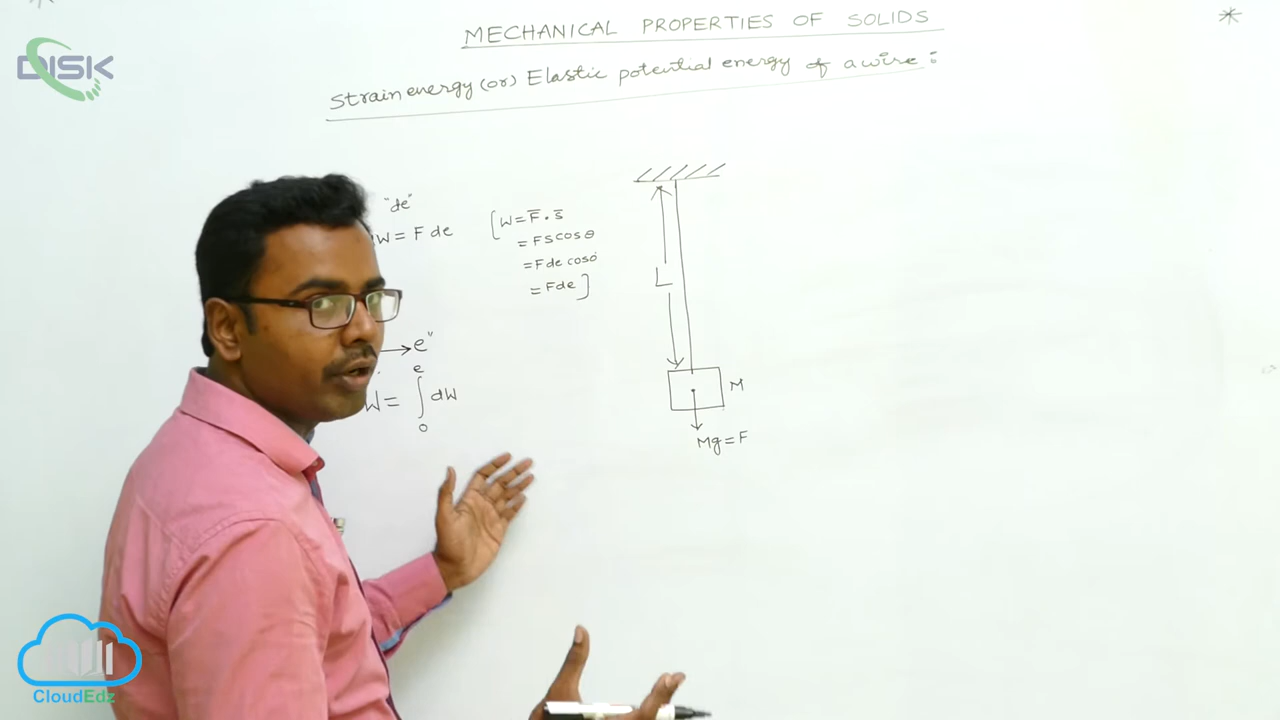 MECHANICAL PROPERTIES OF SOLIDS
DISK
Strain energy (or) Elastic potential energy of a wire :
"de"
W = F de
[W = F̅ . s̅
= FS cos θ
= F de cos 0
= F de ]
L
e"
e
W = ∫ dW
0
M
Mg = F
CloudEdz